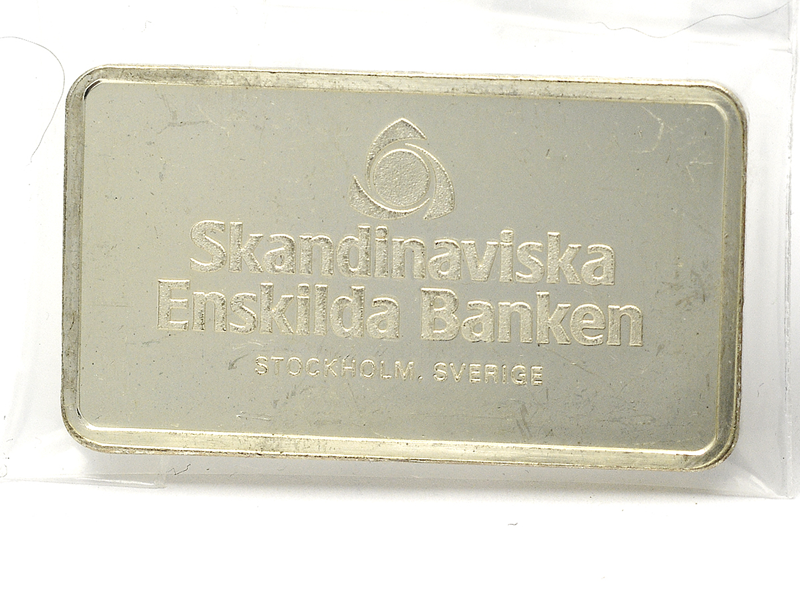 Skandinaviska
Enskilda Banken
STOCKHOLM. SVERIGE